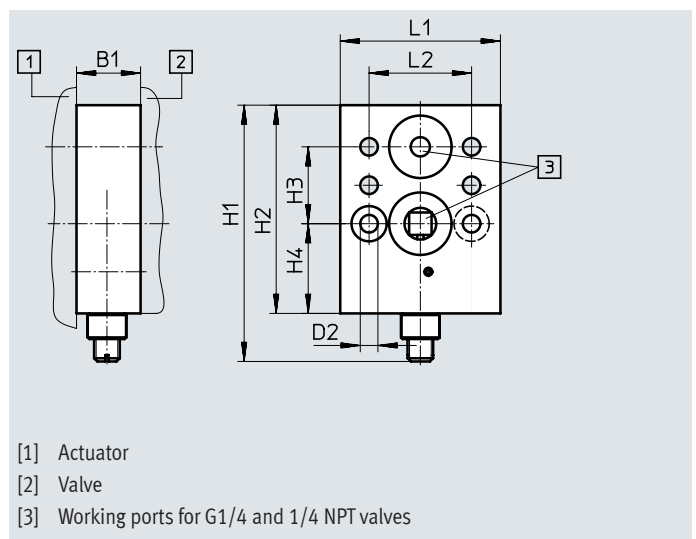 L1
1 B1 2
L2
3
H1
H2
H3
H4
D2
[1] Actuator
[2] Valve
[3] Working ports for G1/4 and 1/4 NPT valves